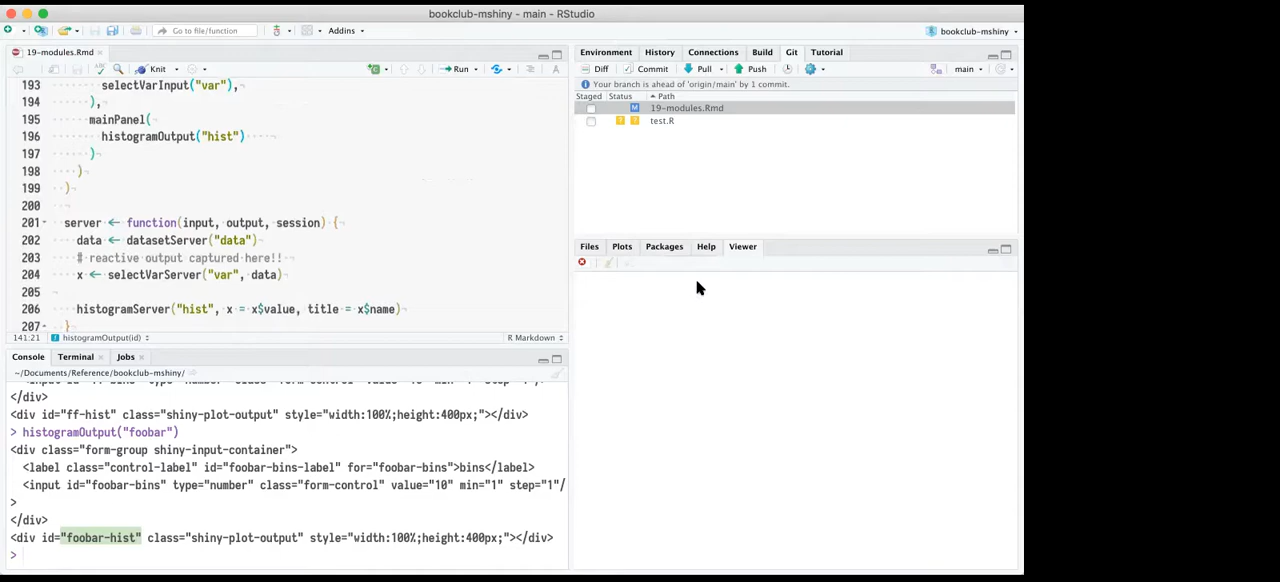 bookclub-mshiny - main - RStudio
Go to file/function
Addins
bookclub-mshiny
19-modules.Rmd
Knit
Run
193 selectVarInput("var"),
194 ),
195 mainPanel(
196 histogramOutput("hist")
197 )
198 )
199 )
200
201 server ← function(input, output, session) {
202 data ← datasetServer("data")
203 # reactive output captured here!!
204 x ← selectVarServer("var", data)
205
206 histogramServer("hist", x = x$value, title = x$name)
207 }
141:21 histogramOutput(id) R Markdown
Console Terminal Jobs
~/Documents/Reference/bookclub-mshiny/
</div>
<div id="ff-hist" class="shiny-plot-output" style="width:100%;height:400px;"></div>
> histogramOutput("foobar")
<div class="form-group shiny-input-container">
<label class="control-label" id="foobar-bins-label" for="foobar-bins">bins</label>
<input id="foobar-bins" type="number" class="form-control" value="10" min="1" step="1"/
>
</div>
<div id="foobar-hist" class="shiny-plot-output" style="width:100%;height:400px;"></div>
>
Environment History Connections Build Git Tutorial
Diff Commit Pull Push main
Your branch is ahead of 'origin/main' by 1 commit.
Staged Status Path
M 19-modules.Rmd
? ? test.R
Files Plots Packages Help Viewer